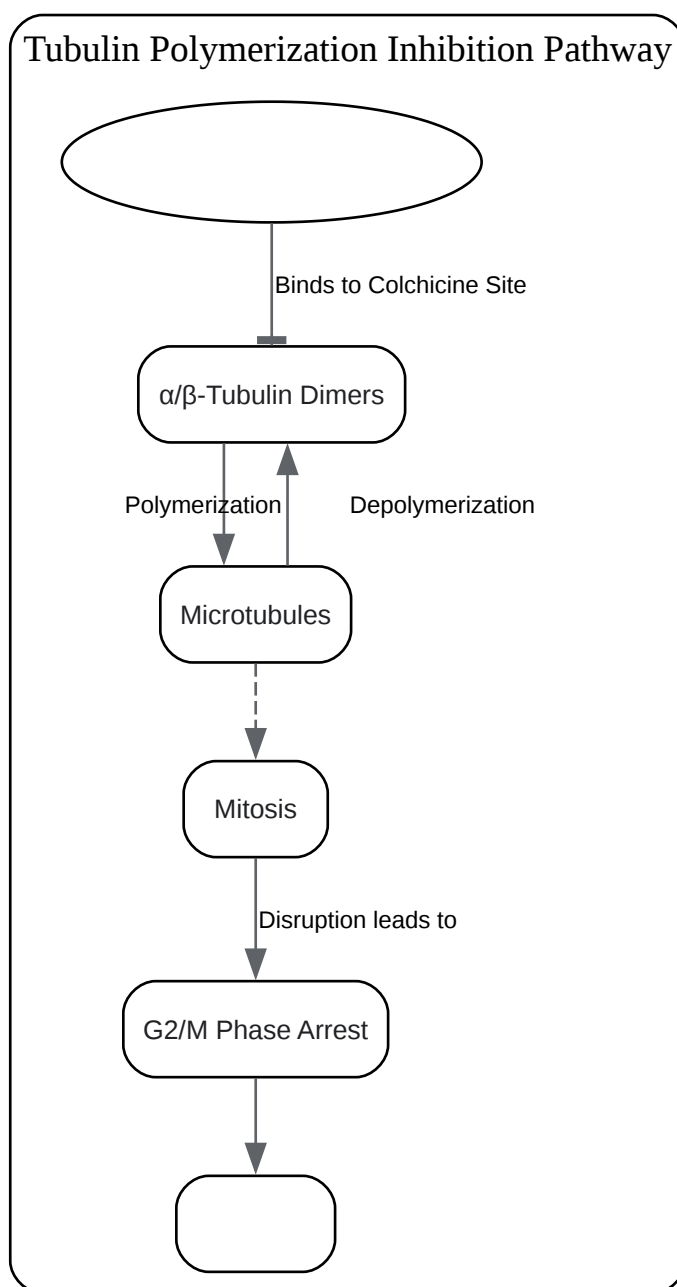 Tubulin Polymerization Inhibition Pathway
Binds to Colchicine Site
α/β-Tubulin Dimers
Polymerization
Depolymerization
Microtubules
Mitosis
Disruption leads to
G2/M Phase Arrest